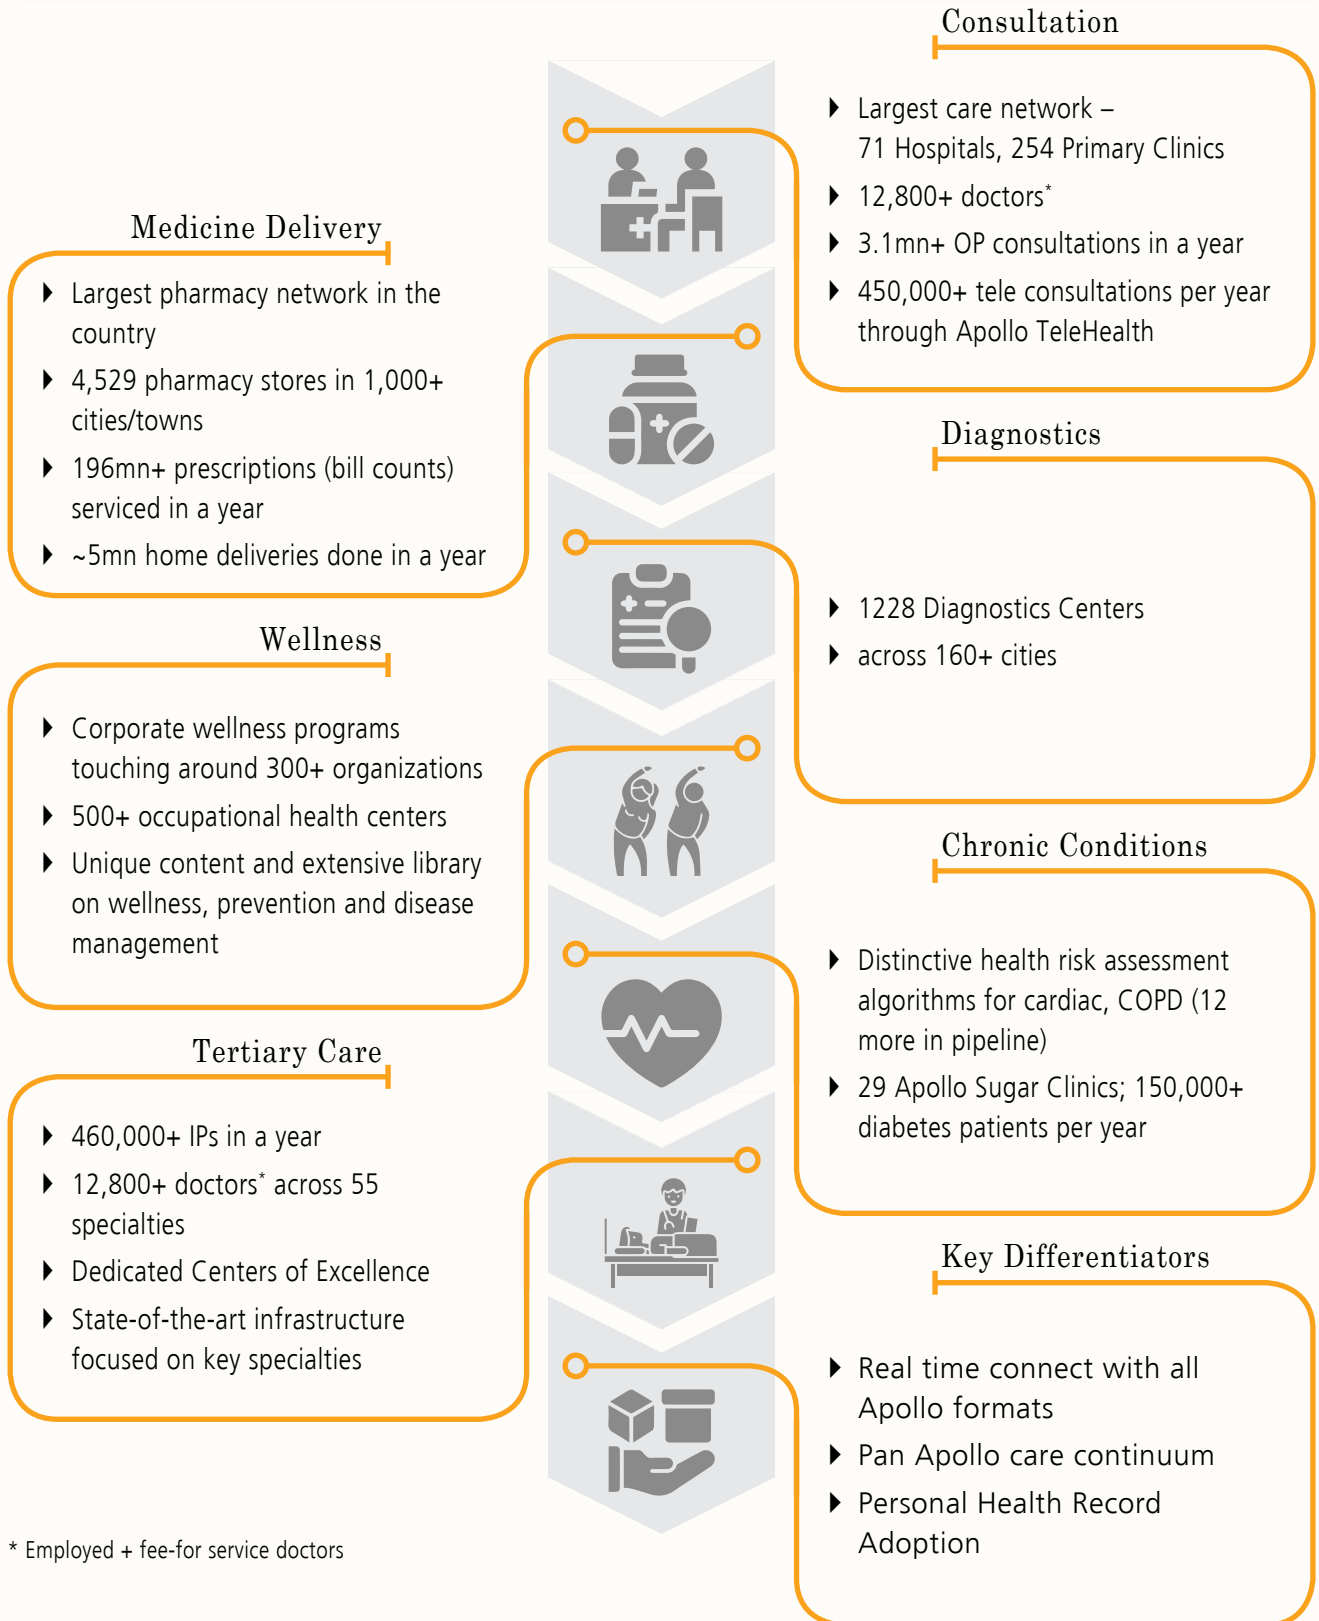 Consultation
▶ Largest care network –
71 Hospitals, 254 Primary Clinics
▶ 12,800+ doctors*
▶ 3.1mn+ OP consultations in a year
▶ 450,000+ tele consultations per year
through Apollo TeleHealth
Medicine Delivery
▶ Largest pharmacy network in the
country
▶ 4,529 pharmacy stores in 1,000+
cities/towns
▶ 196mn+ prescriptions (bill counts)
serviced in a year
▶ ~5mn home deliveries done in a year
Diagnostics
▶ 1228 Diagnostics Centers
▶ across 160+ cities
Wellness
▶ Corporate wellness programs
touching around 300+ organizations
▶ 500+ occupational health centers
▶ Unique content and extensive library
on wellness, prevention and disease
management
Chronic Conditions
▶ Distinctive health risk assessment
algorithms for cardiac, COPD (12
more in pipeline)
▶ 29 Apollo Sugar Clinics; 150,000+
diabetes patients per year
Tertiary Care
▶ 460,000+ IPs in a year
▶ 12,800+ doctors* across 55
specialties
▶ Dedicated Centers of Excellence
▶ State-of-the-art infrastructure
focused on key specialties
Key Differentiators
▶ Real time connect with all
Apollo formats
▶ Pan Apollo care continuum
▶ Personal Health Record
Adoption
* Employed + fee-for service doctors